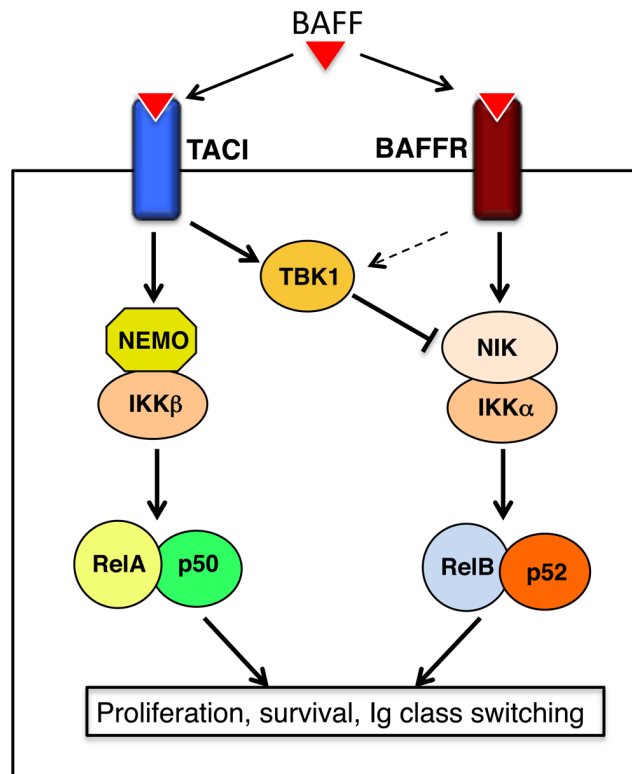 BAFF
TACI
BAFFR
TBK1
NEMO
NIK
IKKβ
IKKα
RelA
p50
RelB
p52
Proliferation, survival, Ig class switching